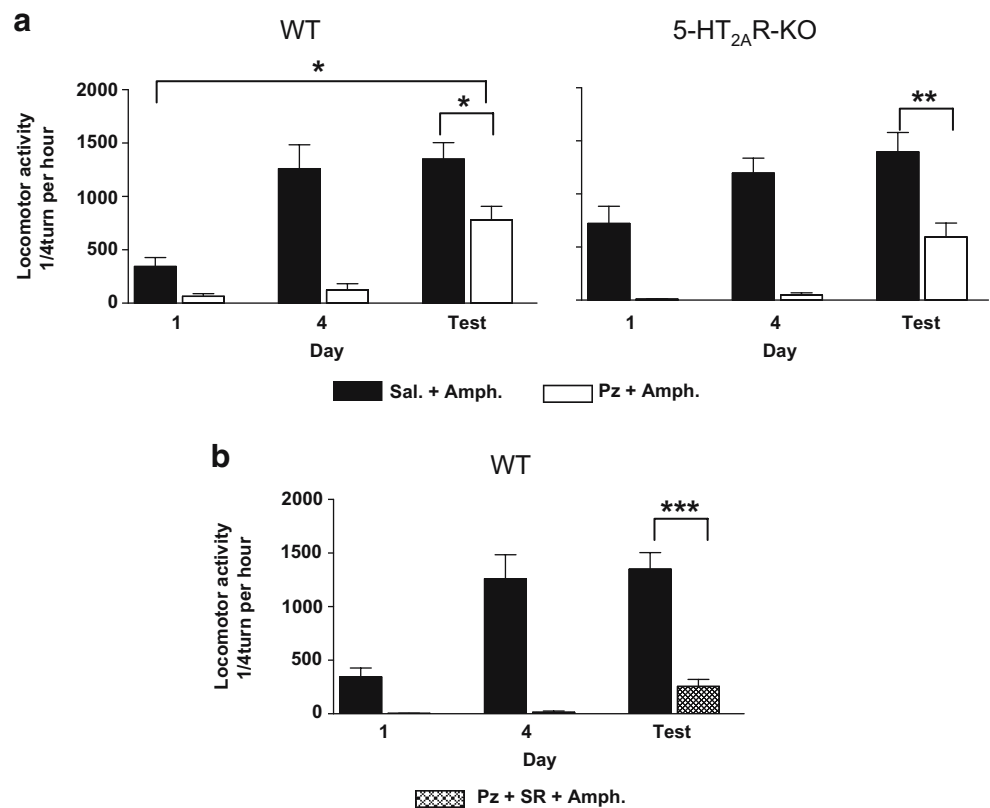 a
WT
5-HT2AR-KO
*
*
**
2000
1500
1000
500
0
Locomotor activity
1/4turn per hour
1
4
Test
Day
1
4
Test
Day
Sal. + Amph.
Pz + Amph.
b
WT
***
2000
1500
1000
500
0
Locomotor activity
1/4turn per hour
1
4
Test
Day
Pz + SR + Amph.